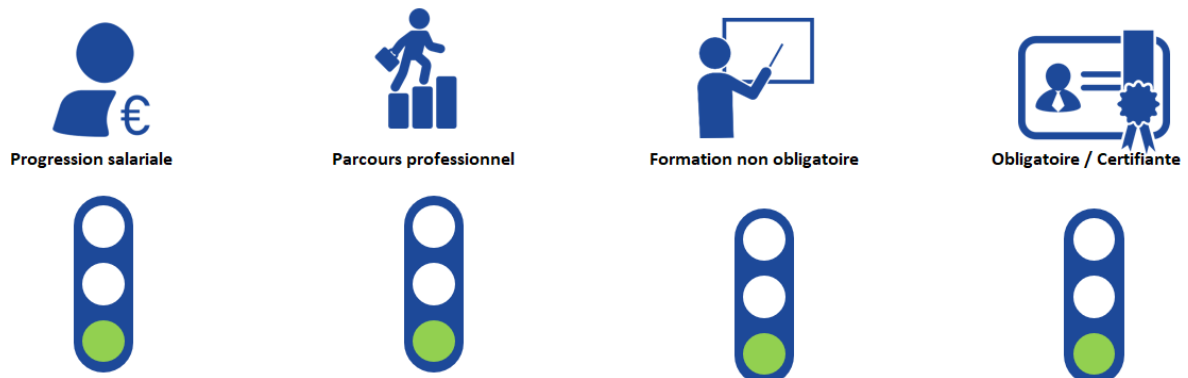 €
Progression salariale
Parcours professionnel
Formation non obligatoire
Obligatoire / Certifiante